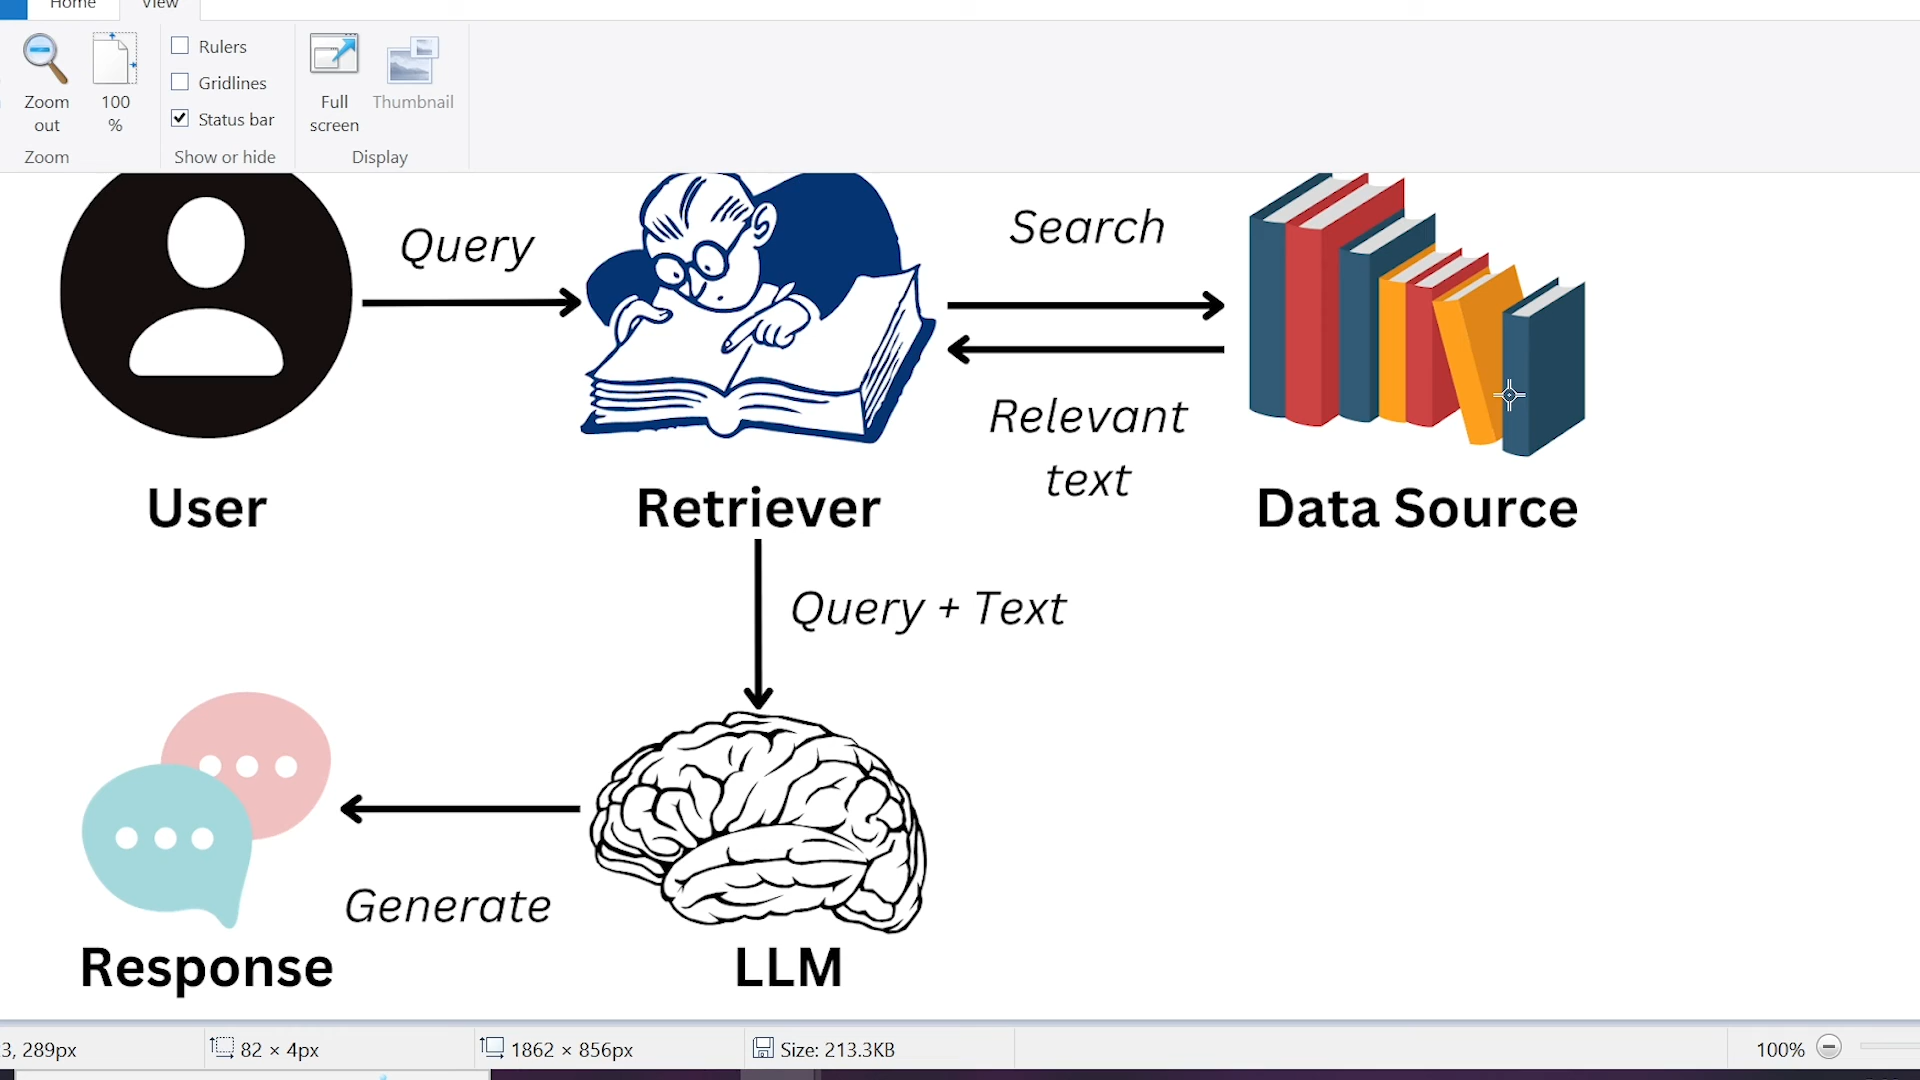 Home
View
Rulers
Gridlines
Status bar
Zoom
out
100
%
Full
screen
Thumbnail
Zoom
Show or hide
Display
Query
Search
Relevant
text
User
Retriever
Data Source
Query + Text
Generate
Response
LLM
3, 289px
82 × 4px
1862 × 856px
Size: 213.3KB
100%